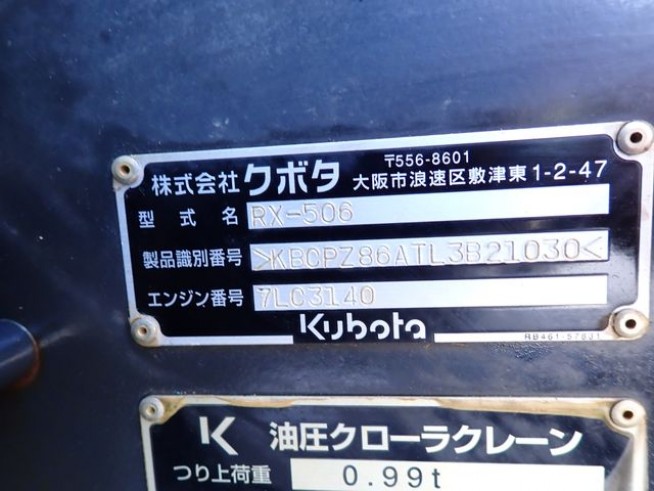 株式会社クボタ 〒556-8601
大阪市浪速区敷津東1-2-47
型式名 RX-506
製品識別番号 >KBCPZ86ATL3B21030<
エンジン番号 7LC3140
Kubota
RB461-57831
K 油圧クローラクレーン
つり上荷重 0.99t